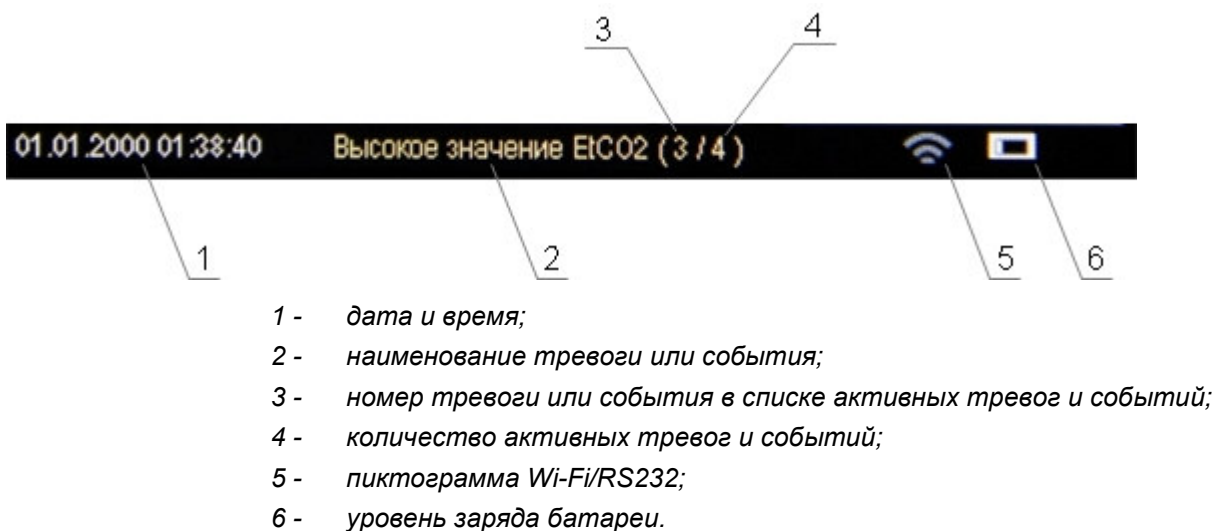 3 4
01.01.2000 01:38:40 Высокое значение EtCO2 ( 3 / 4 )
1 2 5 6
1 - дата и время;
2 - наименование тревоги или события;
3 - номер тревоги или события в списке активных тревог и событий;
4 - количество активных тревог и событий;
5 - пиктограмма Wi-Fi/RS232;
6 - уровень заряда батареи.